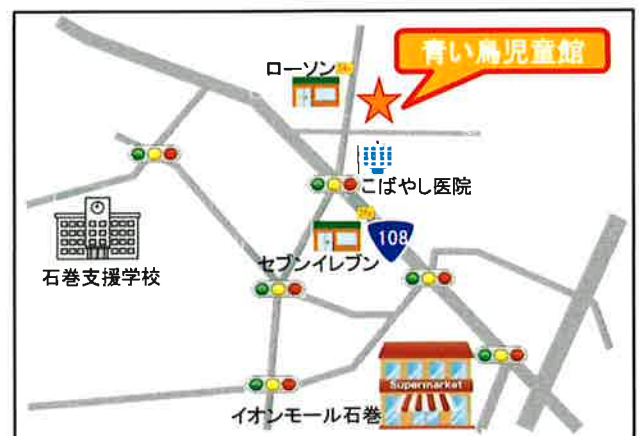 青い鳥児童館
ローソン
こばやし医院
108
セブンイレブン
石巻支援学校
Supermarket
イオンモール石巻